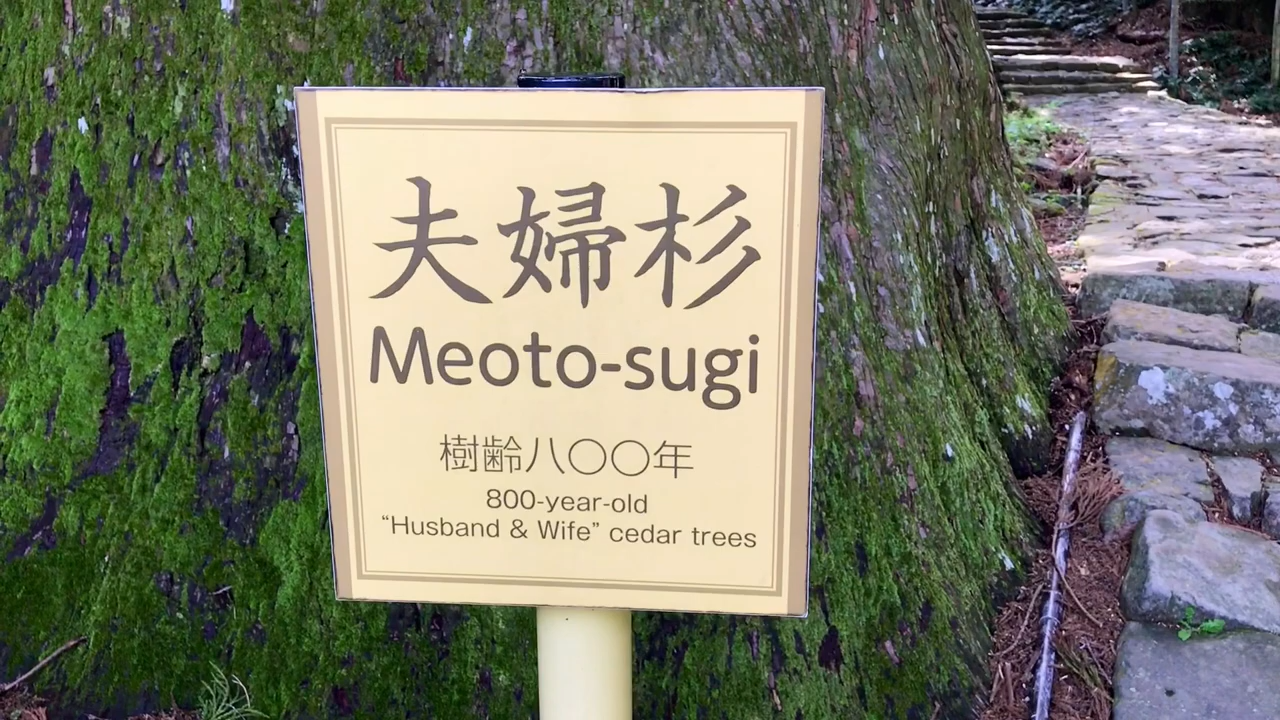 夫婦杉
Meoto-sugi
樹齢八〇〇年
800-year-old
“Husband & Wife” cedar trees